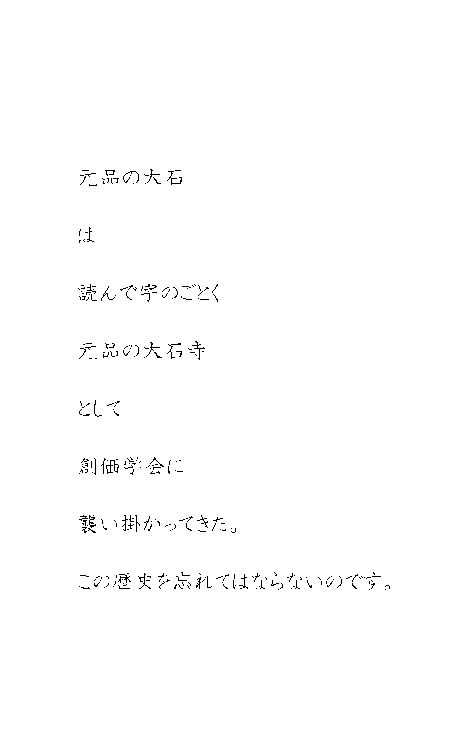 元品の大石
は
読んで字のごとく
元品の大石寺
として
創価学会に
襲い掛かってきた。
この歴史を忘れてはならないのです。